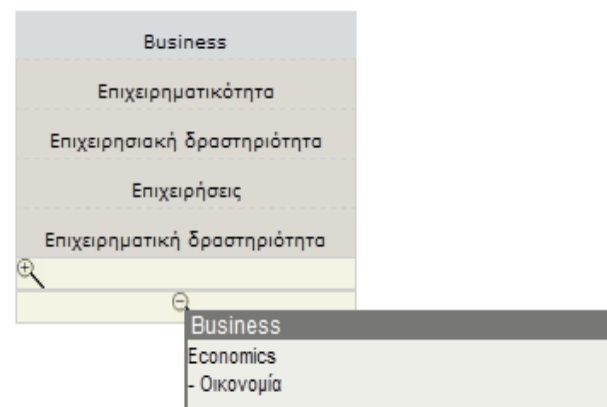 Business
Επιχειρηματικότητα
Επιχειρησιακή δραστηριότητα
Επιχειρήσεις
Επιχειρηματική δραστηριότητα
Business
Economics
- Οικονομία